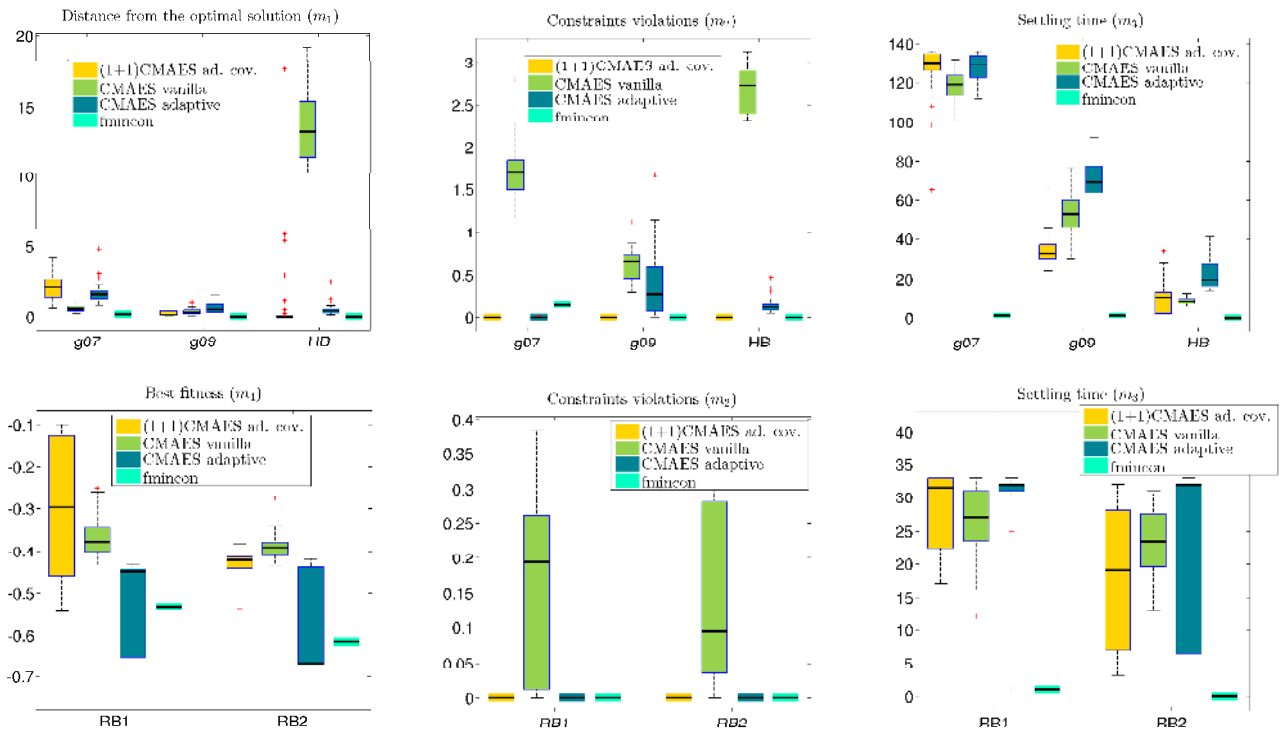 Distance from the optimal solution (m1)
20
15
10
5
0
(1+1)CMAES ad. cov.
CMAES vanilla
CMAES adaptive
fmincon
g07
g09
Constraints violations
3
2.5
2
1.5
1
0.5
0
(1+1)CMAES ad. cov.
CMAES vanilla
CMAES adaptive
fmincon
g07
g09
HB
Settling time (m3)
140
120
100
80
60
40
20
0
(1+1)CMAES ad. cov.
CMAES vanilla
CMAES adaptive
fmincon
g07
g09
HB
Best fitness (m1)
-0.1
-0.2
-0.3
-0.4
-0.5
-0.6
-0.7
(1+1)CMAES ad. cov.
CMAES vanilla
CMAES adaptive
fmincon
RB1
RB2
Constraints violations (m2)
0.4
0.35
0.3
0.25
0.2
0.15
0.1
0.05
0
(1+1)CMAES ad. cov.
CMAES vanilla
CMAES adaptive
fmincon
RB1
RB2
Settling time (m3)
40
35
30
25
20
15
10
5
0
(1+1)CMAES ad. cov.
CMAES vanilla
CMAES adaptive
fmincon
RB1
RB2